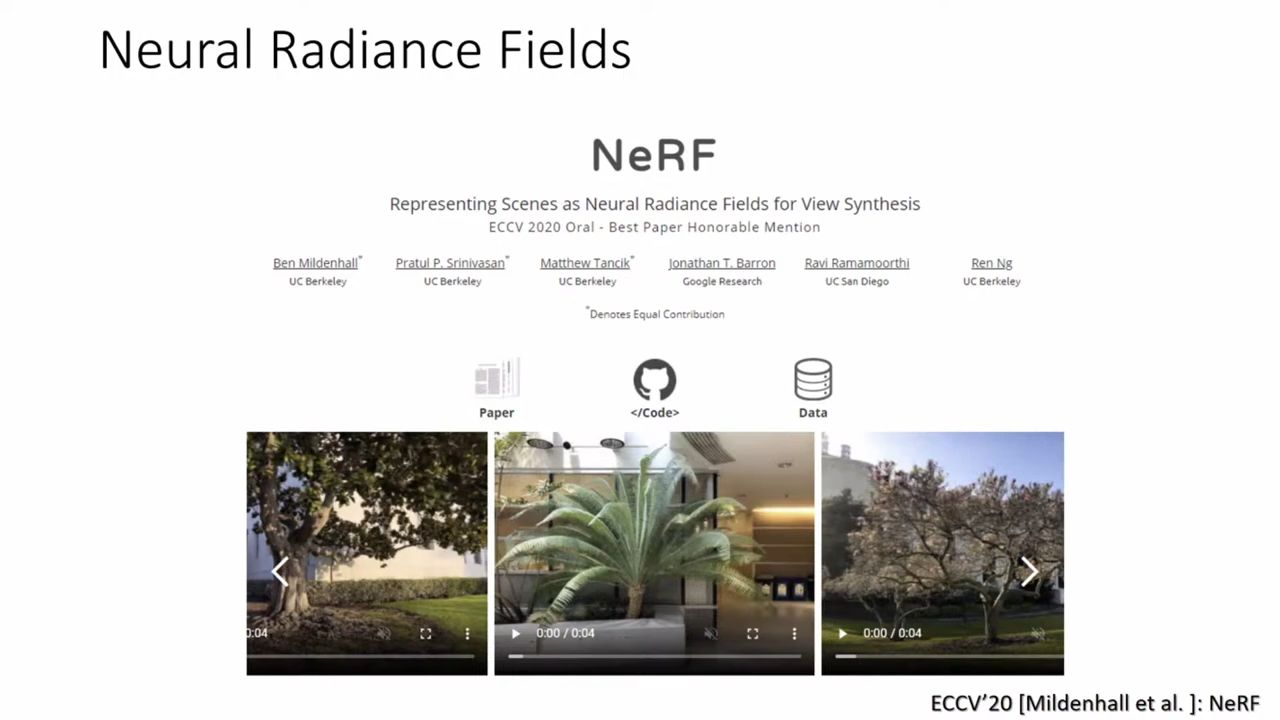 Neural Radiance Fields
NeRF
Representing Scenes as Neural Radiance Fields for View Synthesis
ECCV 2020 Oral - Best Paper Honorable Mention
Ben Mildenhall* Pratul P. Srinivasan* Matthew Tancik* Jonathan T. Barron Ravi Ramamoorthi Ren Ng
UC Berkeley UC Berkeley UC Berkeley Google Research UC San Diego UC Berkeley
*Denotes Equal Contribution
Paper </Code> Data
0:04 0:00 / 0:04 0:00 / 0:04
ECCV’20 [Mildenhall et al. ]: NeRF